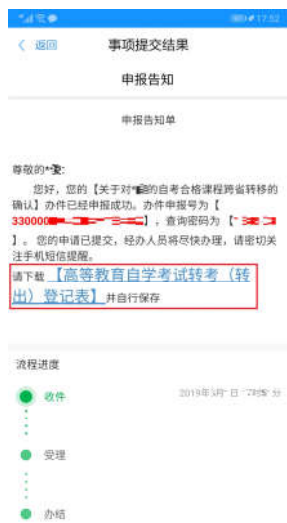 17:52
返回
事项提交结果
申报告知
申报告知单
尊敬的*
您好，您的【关于对*的自考合格课程跨省转移的
确认】办件已经申报成功。办件申报号为【
330000】，查询密码为【
】。您的申请已提交，经办人员将尽快办理，请密切关
注手机短信提醒。
请下载【高等教育自学考试转考（转
出）登记表】并自行保存
流程进度
收件
2019年 月 日 分
受理
办结